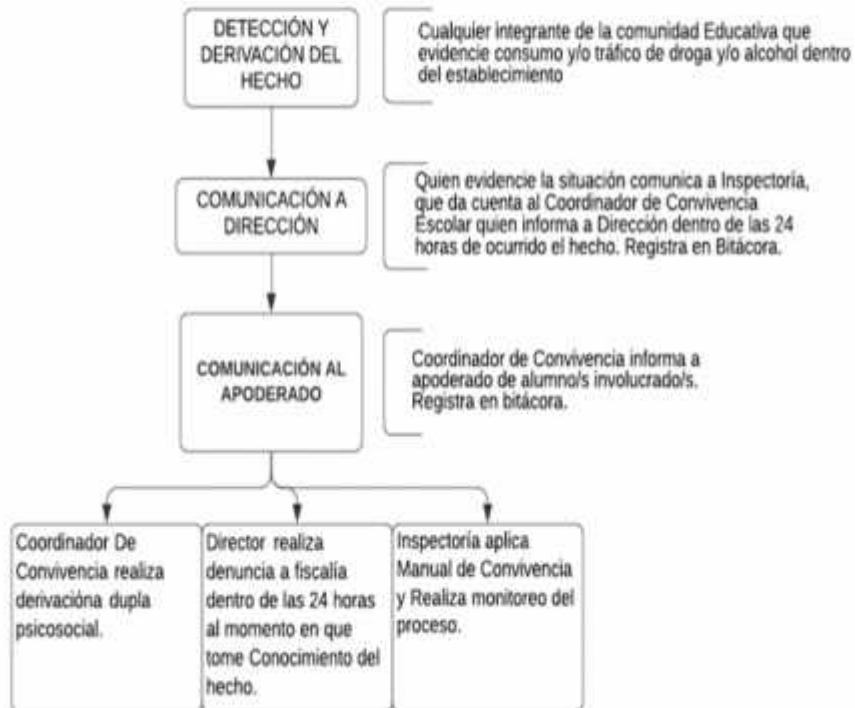 DETECCIÓN Y
DERIVACIÓN DEL
HECHO
Cualquier integrante de la comunidad Educativa que
evidencie consumo y/o tráfico de droga y/o alcohol dentro
del establecimiento
COMUNICACIÓN A
DIRECCIÓN
Quien evidencie la situación comunica a Inspectoría,
que da cuenta al Coordinador de Convivencia
Escolar quien informa a Dirección dentro de las 24
horas de ocurrido el hecho. Registra en Bitácora.
COMUNICACIÓN AL
APODERADO
Coordinador de Convivencia informa a
apoderado de alumno/s involucrado/s.
Registra en bitácora.
Coordinador De
Convivencia realiza
derivacióna dupla
psicosocial.
Director realiza
denuncia a fiscalía
dentro de las 24 horas
al momento en que
tome Conocimiento del
hecho.
Inspectoría aplica
Manual de Convivencia
y Realiza monitoreo del
proceso.